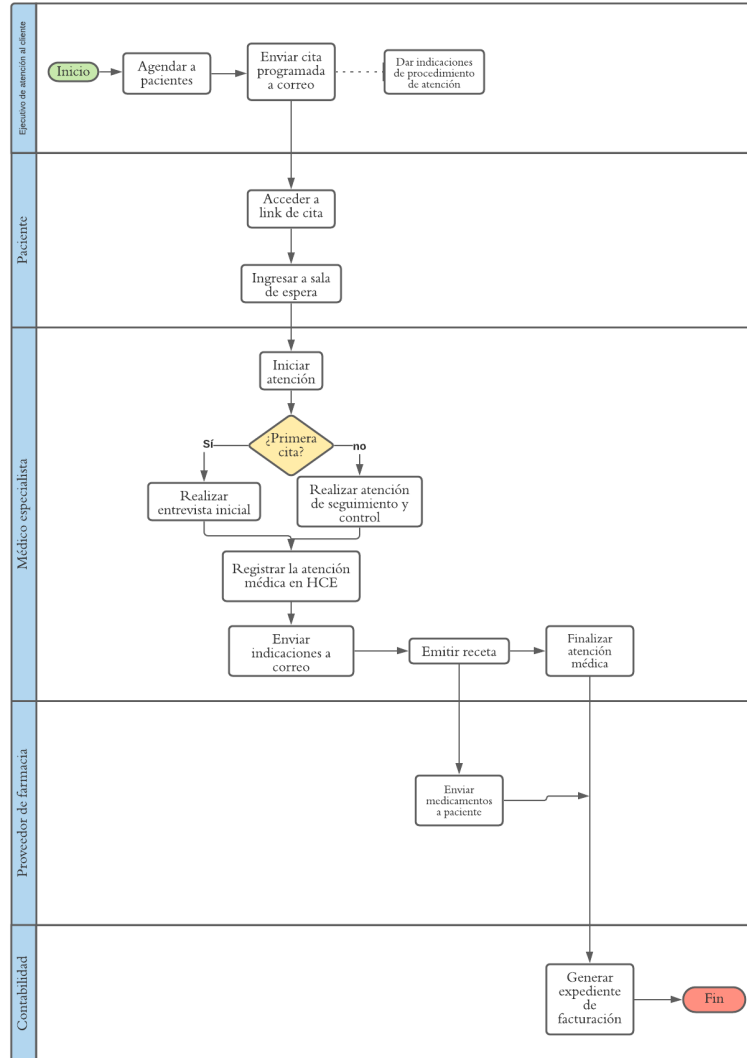 Ejecutivo de atención al cliente
Inicio
Agendar a
pacientes
Enviar cita
programada
a correo
Dar indicaciones
de procedimiento
de atención
Paciente
Acceder a
link de cita
Ingresar a sala
de espera
Médico especialista
Iniciar
atención
¿Primera
cita?
Sí
no
Realizar
entrevista inicial
Realizar atención
de seguimiento y
control
Registrar la atención
médica en HCE
Enviar
indicaciones a
correo
Emitir receta
Finalizar
atención
médica
Proveedor de farmacia
Enviar
medicamentos
a paciente
Contabilidad
Generar
expediente
de
facturación
Fin